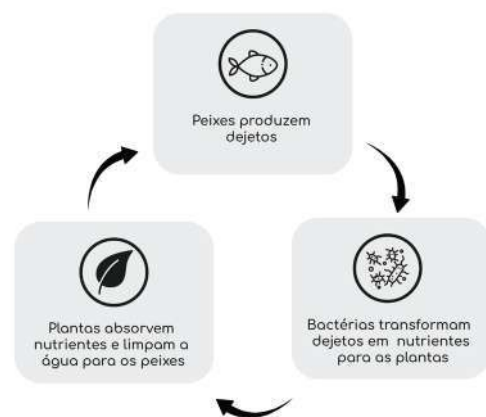 Peixes produzem
dejetos
Bactérias transformam
dejetos em nutrientes
para as plantas
Plantas absorvem
nutrientes e limpam a
água para os peixes